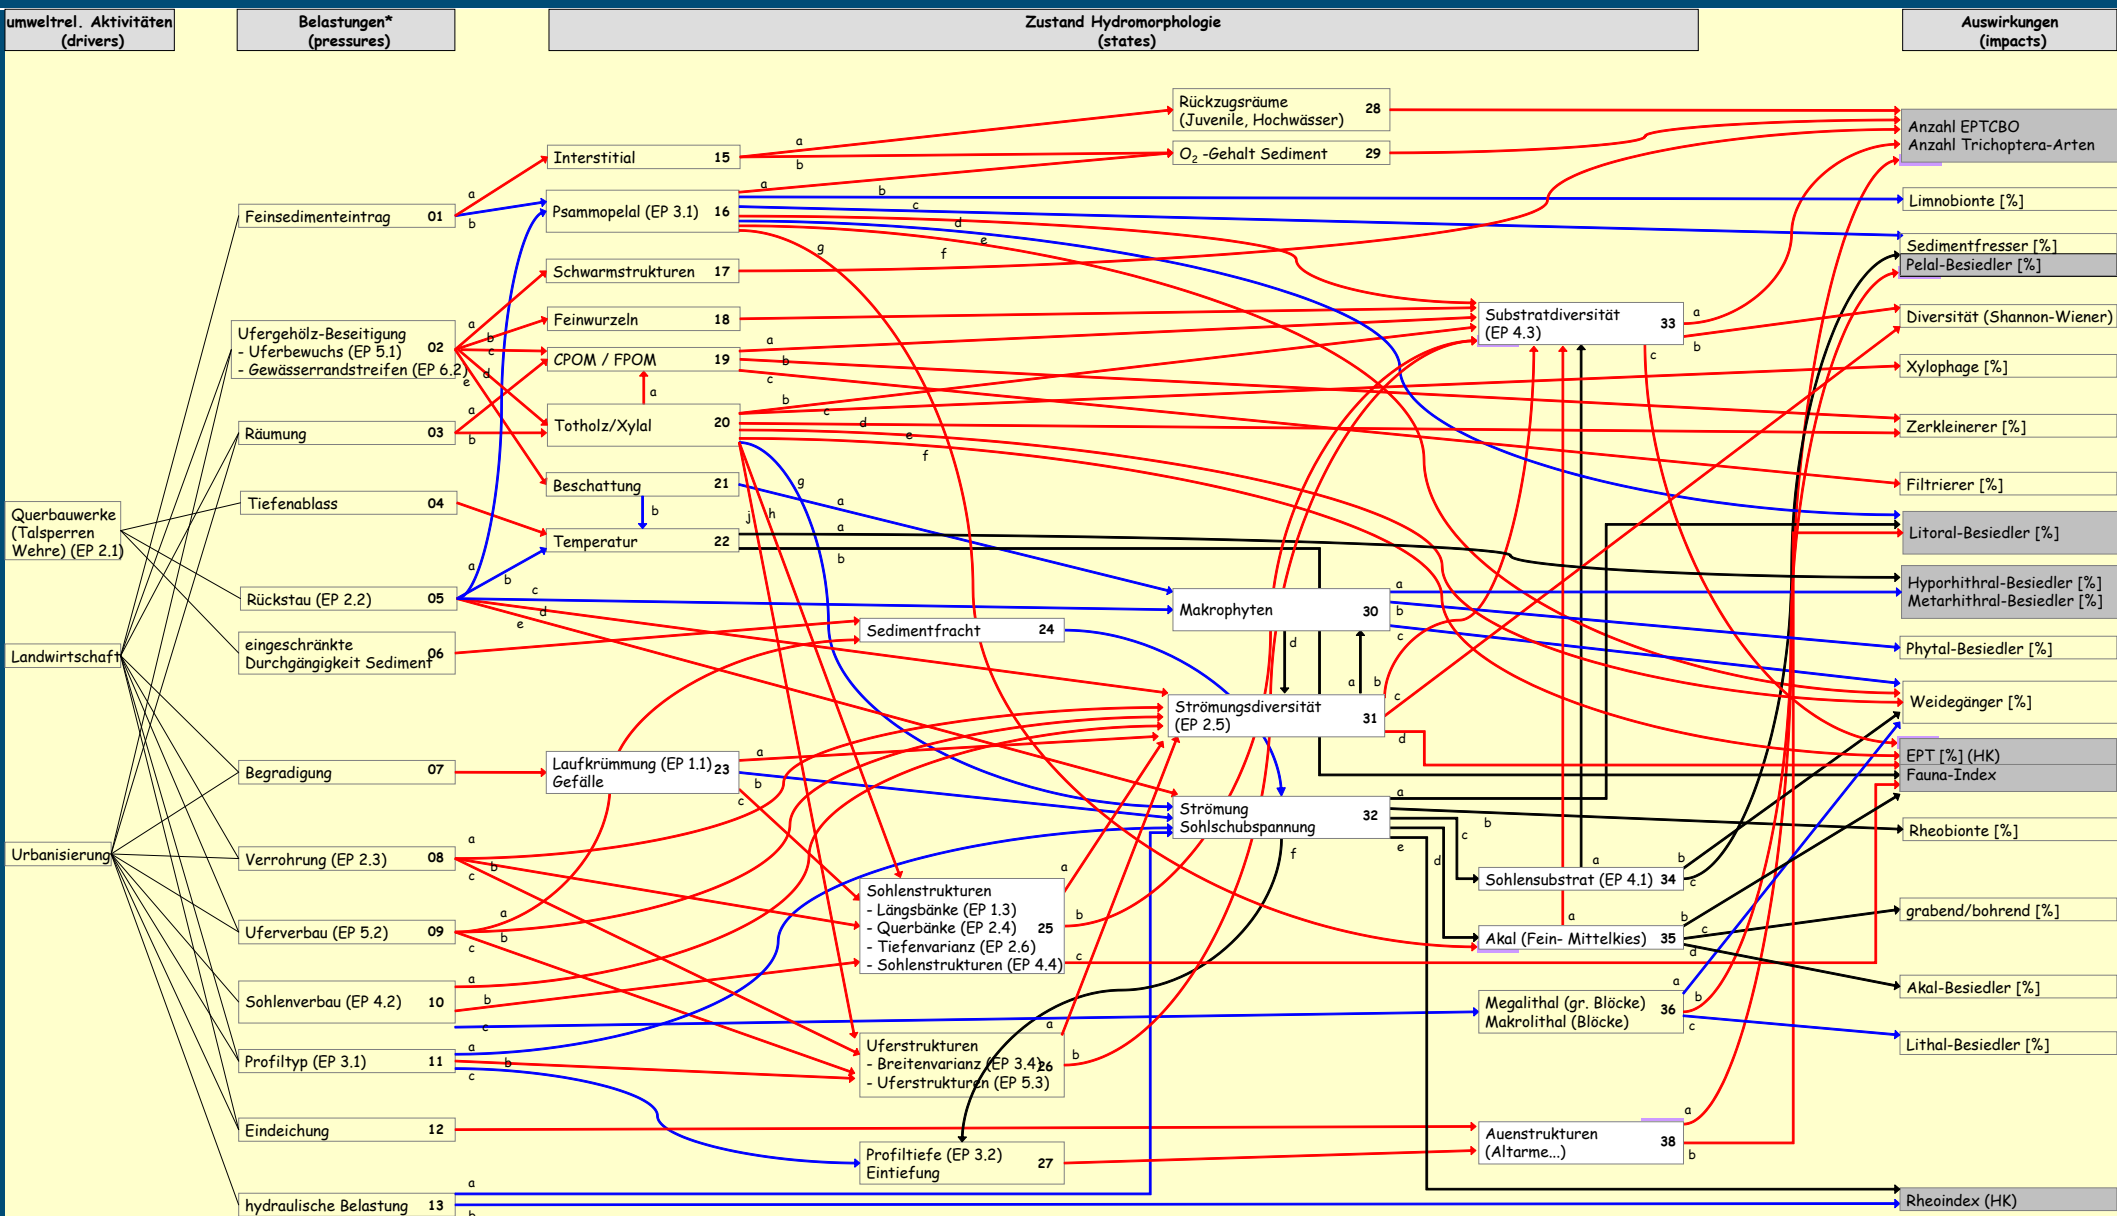 umweltrel. Aktivitäten
(drivers)
Belastungen*
(pressures)
Zustand Hydromorphologie
(states)
Auswirkungen
(impacts)
Querbauwerke
(Talsperren
Wehre) (EP 2.1)
Landwirtschaft
Urbanisierung
Feinsedimenteintrag 01
a
b
Ufergehölz-Beseitigung
- Uferbewuchs (EP 5.1) 02
- Gewässerrandstreifen (EP 6.2)
a
b
c
d
e
Räumung 03
a
b
Tiefenablass 04
Rückstau (EP 2.2) 05
a
b
c
d
e
eingeschränkte
Durchgängigkeit Sediment 06
Begradigung 07
Verrohrung (EP 2.3) 08
a
b
c
Uferverbau (EP 5.2) 09
a
b
c
Sohlenverbau (EP 4.2) 10
a
b
c
Profiltyp (EP 3.1) 11
a
b
c
Eindeichung 12
hydraulische Belastung 13
a
b
Interstitial 15
a
b
Psammopelal (EP 3.1) 16
a
b
c
d
e
f
g
Schwarmstrukturen 17
Feinwurzeln 18
CPOM / FPOM 19
a
b
c
Totholz/Xylal 20
a
b
c
d
e
f
g
h
j
Beschattung 21
a
b
Temperatur 22
a
b
Laufkrümmung (EP 1.1) 23
Gefälle
a
b
c
Sedimentfracht 24
Sohlenstrukturen
- Längsbänke (EP 1.3)
- Querbänke (EP 2.4) 25
- Tiefenvarianz (EP 2.6)
- Sohlenstrukturen (EP 4.4)
a
b
c
Uferstrukturen
- Breitenvarianz (EP 3.4) 26
- Uferstrukturen (EP 5.3)
a
b
Profiltiefe (EP 3.2) 27
Eintiefung
Rückzugsräume 28
(Juvenile, Hochwässer)
O2 -Gehalt Sediment 29
Makrophyten 30
a
b
c
d
Strömungsdiversität
(EP 2.5) 31
a
b
c
d
Strömung 32
Sohlschubspannung
a
b
c
d
e
f
Substratdiversität 33
(EP 4.3)
a
b
c
Sohlensubstrat (EP 4.1) 34
a
b
c
Akal (Fein- Mittelkies) 35
a
b
c
d
Megalithal (gr. Blöcke) 36
Makrolithal (Blöcke)
a
b
c
Auenstrukturen 38
(Altarme...)
a
b
Anzahl EPTCBO
Anzahl Trichoptera-Arten
Limnobionte [%]
Sedimentfresser [%]
Pelal-Besiedler [%]
Diversität (Shannon-Wiener)
Xylophage [%]
Zerkleinerer [%]
Filtrierer [%]
Litoral-Besiedler [%]
Hyporhithral-Besiedler [%]
Metarhithral-Besiedler [%]
Phytal-Besiedler [%]
Weidegänger [%]
EPT [%] (HK)
Fauna-Index
Rheobionte [%]
grabend/bohrend [%]
Akal-Besiedler [%]
Lithal-Besiedler [%]
Rheoindex (HK)